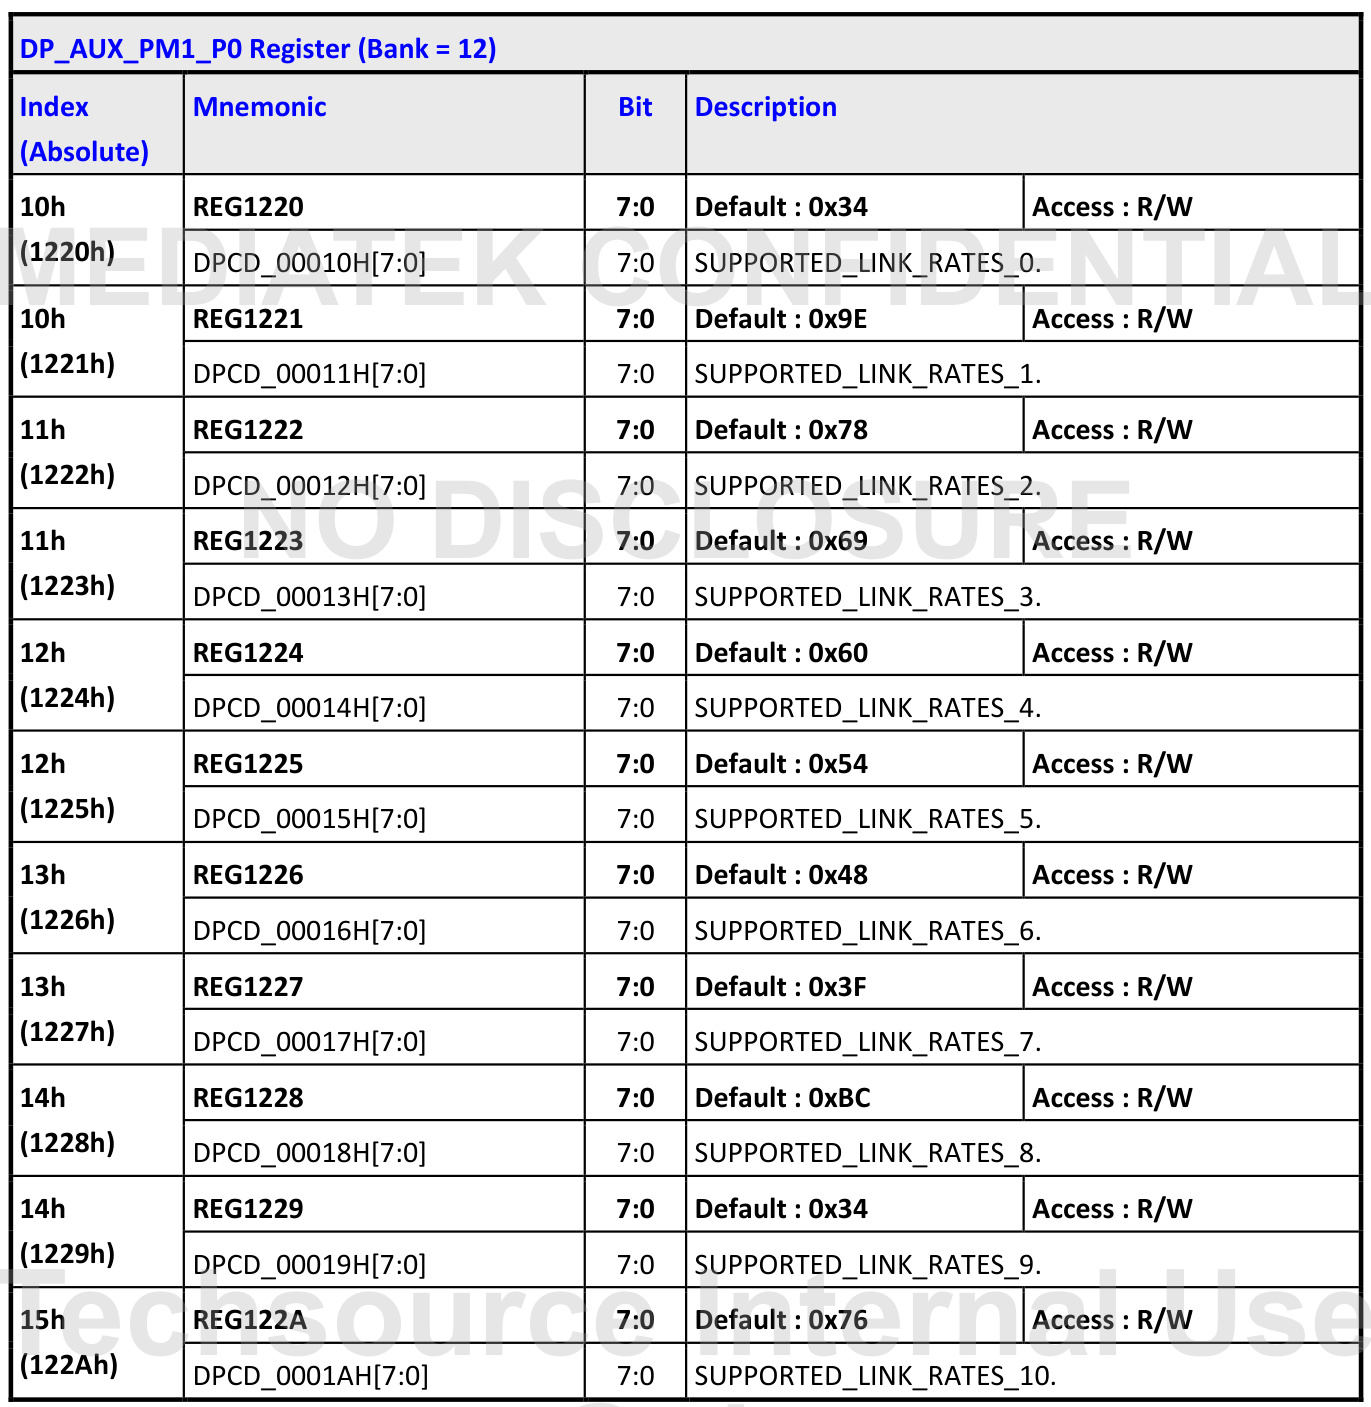 DP_AUX_PM1_P0 Register (Bank = 12)
Index (Absolute) Mnemonic Bit Description
10h (1220h) REG1220 7:0 Default : 0x34 Access : R/W
DPCD_00010H[7:0] 7:0 SUPPORTED_LINK_RATES_0.
MEDIATEK CONFIDENTIAL
10h (1221h) REG1221 7:0 Default : 0x9E Access : R/W
DPCD_00011H[7:0] 7:0 SUPPORTED_LINK_RATES_1.
11h (1222h) REG1222 7:0 Default : 0x78 Access : R/W
DPCD_00012H[7:0] 7:0 SUPPORTED_LINK_RATES_2.
NO DISCLOSURE
11h (1223h) REG1223 7:0 Default : 0x69 Access : R/W
DPCD_00013H[7:0] 7:0 SUPPORTED_LINK_RATES_3.
12h (1224h) REG1224 7:0 Default : 0x60 Access : R/W
DPCD_00014H[7:0] 7:0 SUPPORTED_LINK_RATES_4.
12h (1225h) REG1225 7:0 Default : 0x54 Access : R/W
DPCD_00015H[7:0] 7:0 SUPPORTED_LINK_RATES_5.
13h (1226h) REG1226 7:0 Default : 0x48 Access : R/W
DPCD_00016H[7:0] 7:0 SUPPORTED_LINK_RATES_6.
13h (1227h) REG1227 7:0 Default : 0x3F Access : R/W
DPCD_00017H[7:0] 7:0 SUPPORTED_LINK_RATES_7.
14h (1228h) REG1228 7:0 Default : 0xBC Access : R/W
DPCD_00018H[7:0] 7:0 SUPPORTED_LINK_RATES_8.
14h (1229h) REG1229 7:0 Default : 0x34 Access : R/W
DPCD_00019H[7:0] 7:0 SUPPORTED_LINK_RATES_9.
Techsource Internal Use
15h (122Ah) REG122A 7:0 Default : 0x76 Access : R/W
DPCD_0001AH[7:0] 7:0 SUPPORTED_LINK_RATES_10.